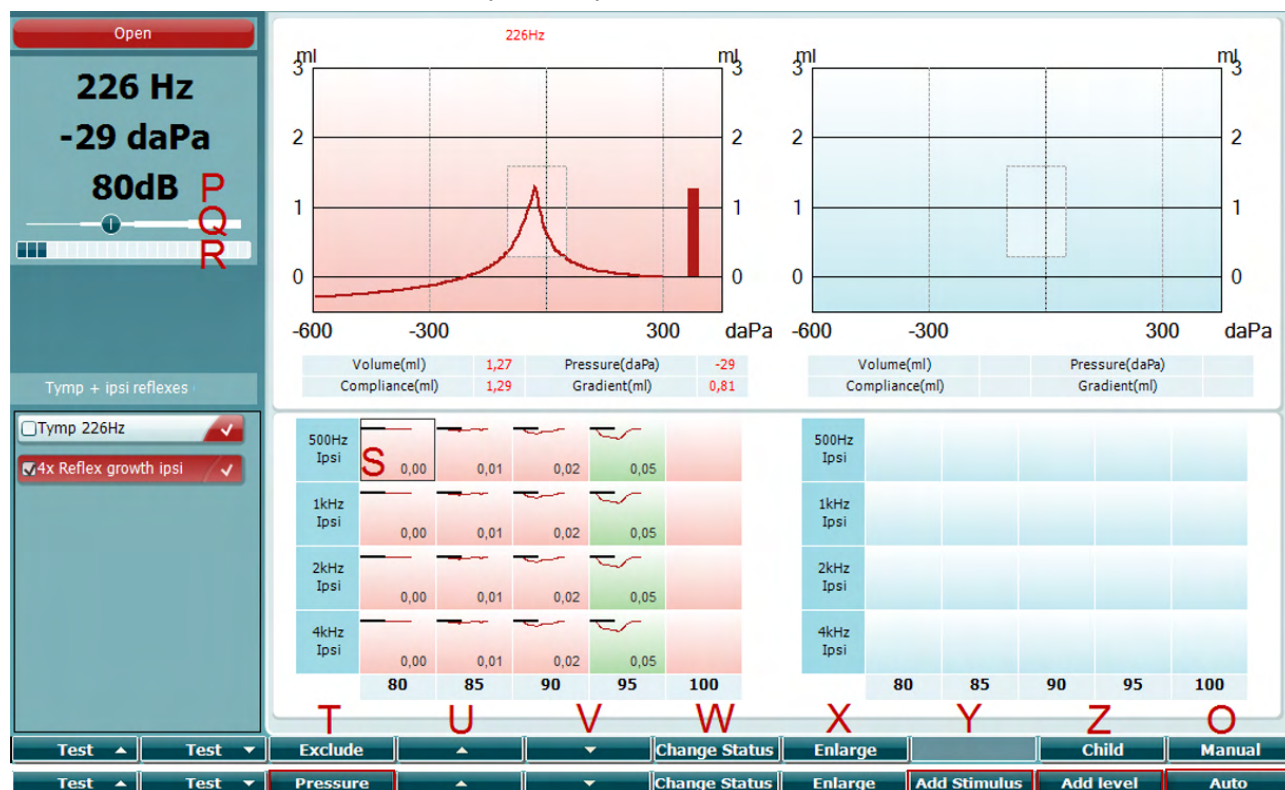 Open
226 Hz
-29 daPa
80dB P
Q
R
Tymp + ipsi reflexes
Tymp 226Hz
4x Reflex growth ipsi
226Hz
ml ml
3 3
2 2
1 1
0 0
-600 -300 300 daPa
Volume(ml) 1,27 Pressure(daPa) -29
Compliance(ml) 1,29 Gradient(ml) 0,81
ml ml
3 3
2 2
1 1
0 0
-600 -300 300 daPa
Volume(ml) Pressure(daPa)
Compliance(ml) Gradient(ml)
500Hz Ipsi S 0,00 0,01 0,02 0,05
1kHz Ipsi 0,00 0,01 0,02 0,05
2kHz Ipsi 0,00 0,01 0,02 0,05
4kHz Ipsi 0,00 0,01 0,02 0,05
80 85 90 95 100
500Hz Ipsi
1kHz Ipsi
2kHz Ipsi
4kHz Ipsi
80 85 90 95 100
T U V W X Y Z O
Test Test Exclude Change Status Enlarge Child Manual
Test Test Pressure Change Status Enlarge Add Stimulus Add level Auto